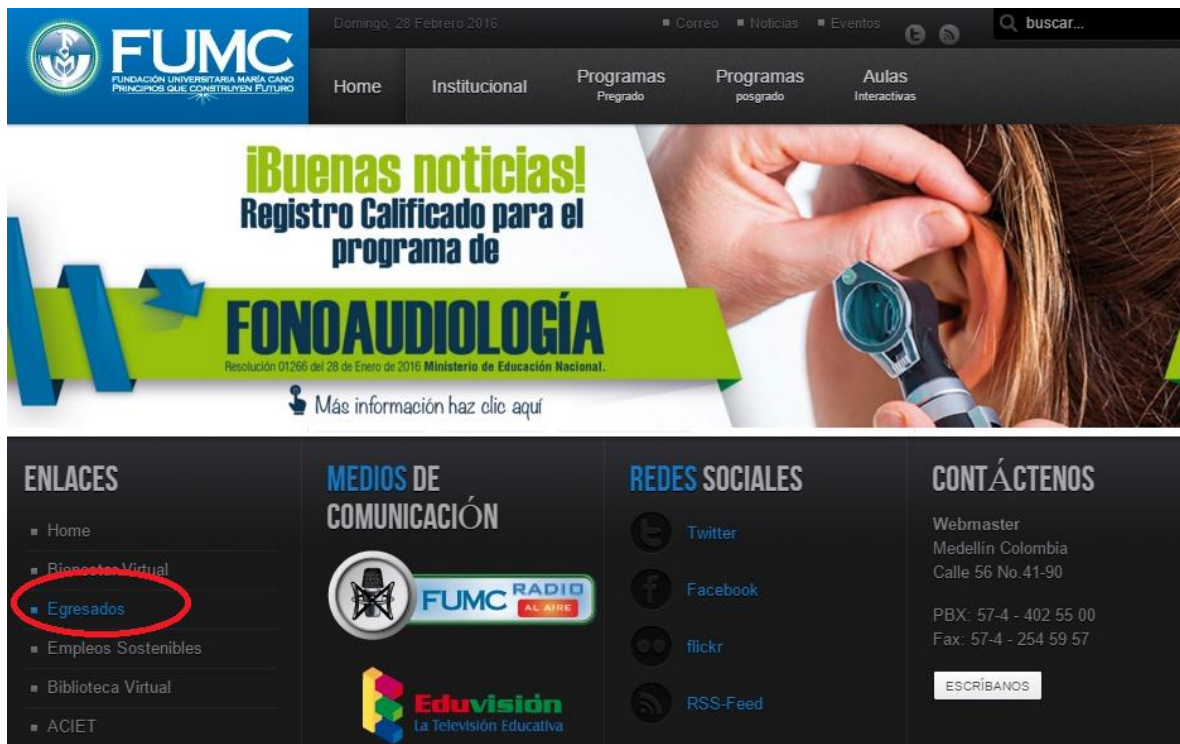 FUMC
FUNDACIÓN UNIVERSITARIA MARÍA CANO
PRINCIPIOS QUE CONSTRUYEN FUTURO
Domingo, 28 Febrero 2016
Correo
Noticias
Eventos
buscar...
Home
Institucional
Programas
Pregrado
Programas
posgrado
Aulas
Interactivas
¡Buenas noticias!
Registro Calificado para el
programa de
FONOAUDIOLOGÍA
Resolución 01266 del 28 de Enero de 2016 Ministerio de Educación Nacional.
Más información haz clic aquí
ENLACES
Home
Bienestar Virtual
Egresados
Empleos Sostenibles
Biblioteca Virtual
ACIET
MEDIOS DE
COMUNICACIÓN
FUMC RADIO
AL AIRE
Eduvisión
La Televisión Educativa
REDES SOCIALES
Twitter
Facebook
flickr
RSS-Feed
CONTÁCTENOS
Webmaster
Medellín Colombia
Calle 56 No.41-90
PBX: 57-4 - 402 55 00
Fax: 57-4 - 254 59 57
ESCRÍBANOS